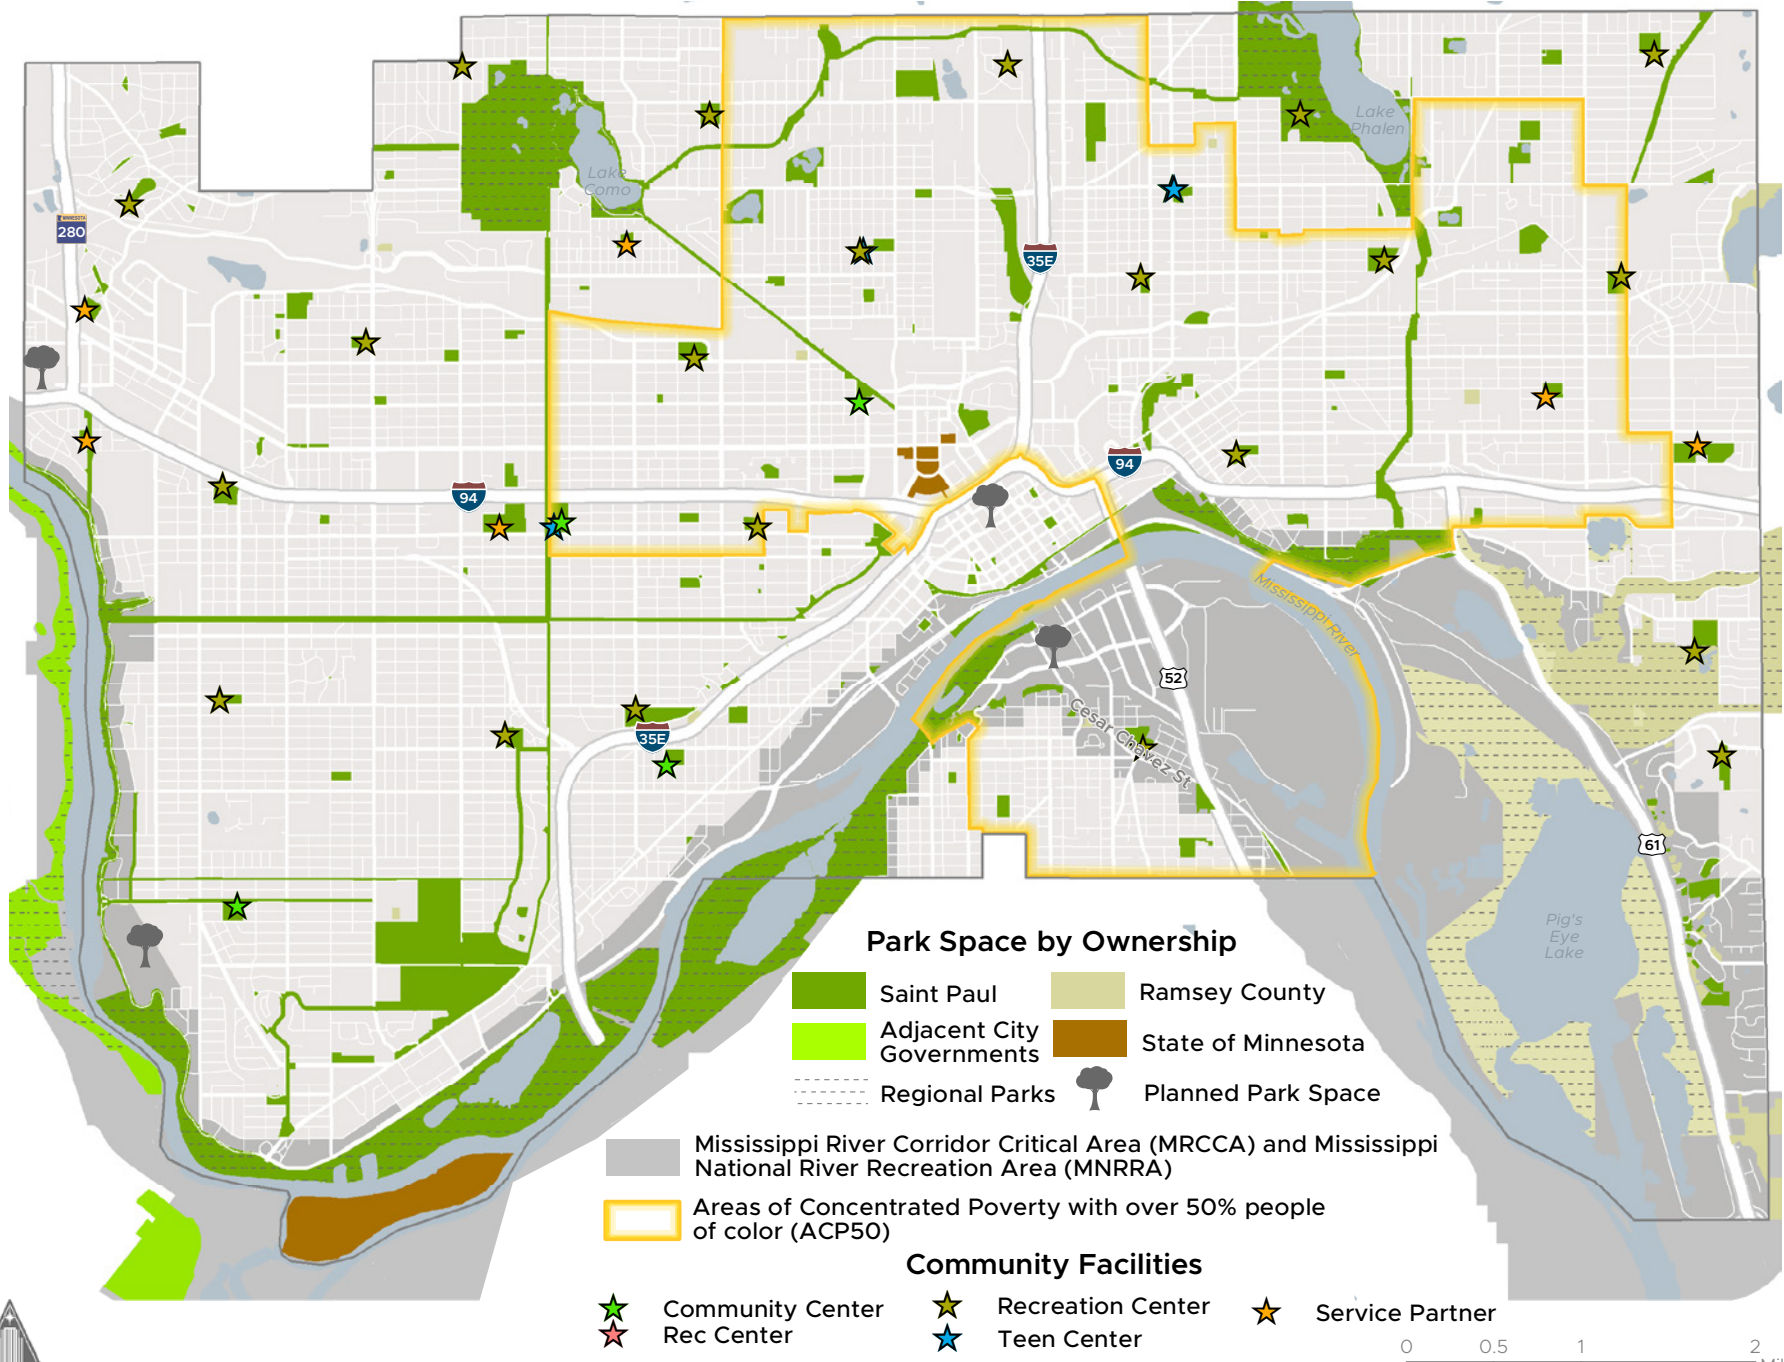 Lake
Phalen
Lake
Como
MINNESOTA
280
35E
94
94
Mississippi River
52
35E
Cesar Chavez St
61
Pig's
Eye
Lake
Park Space by Ownership
Saint Paul
Ramsey County
Adjacent City
Governments
State of Minnesota
Regional Parks
Planned Park Space
Mississippi River Corridor Critical Area (MRCCA) and Mississippi
National River Recreation Area (MNRRA)
Areas of Concentrated Poverty with over 50% people
of color (ACP50)
Community Facilities
Community Center
Recreation Center
Service Partner
Rec Center
Teen Center
0 0.5 1 2